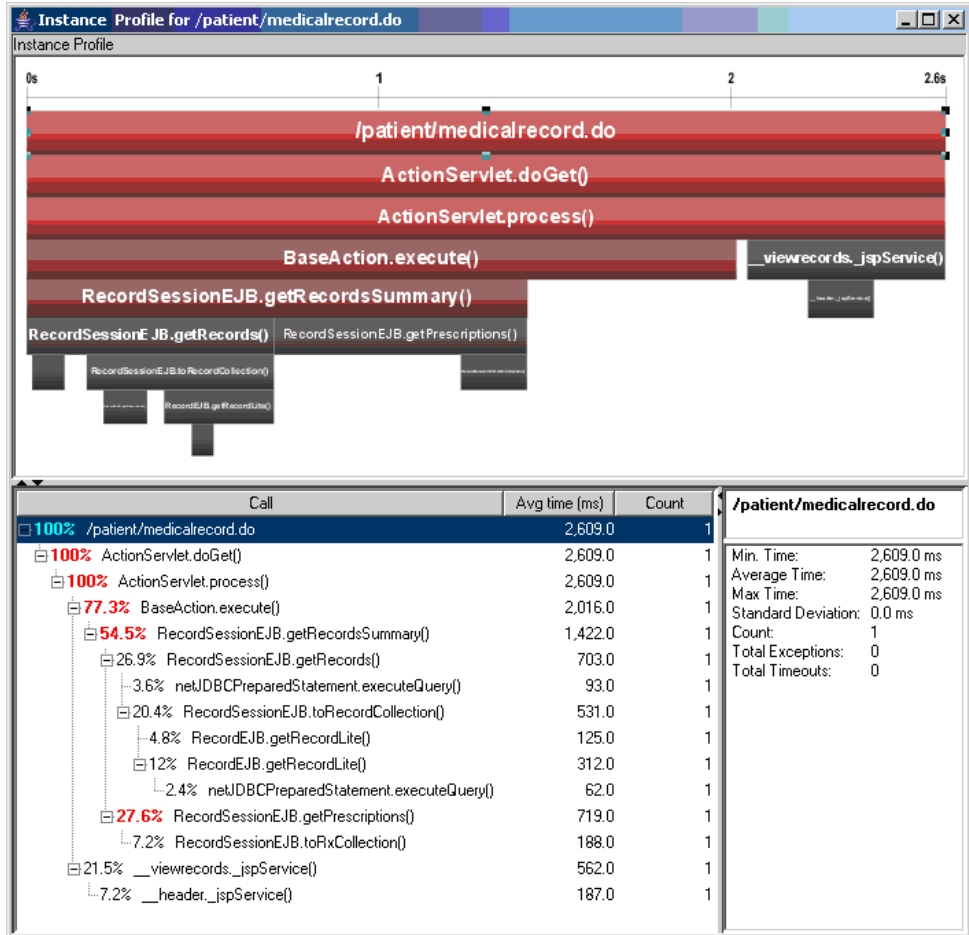 Instance Profile for /patient/medicalrecord.do
Instance Profile
0s 1 2 2.6s
/patient/medicalrecord.do
ActionServlet.doGet()
ActionServlet.process()
BaseAction.execute() __viewrecords._jspService()
RecordSessionEJB.getRecordsSummary() __header._jspService()
RecordSessionEJB.getRecords() RecordSessionEJB.getPrescriptions()
RecordSessionEJB.toRecordCollection()
RecordEJB.getRecordLite()
Call Avg time (ms) Count
100% /patient/medicalrecord.do 2,609.0 1
100% ActionServlet.doGet() 2,609.0 1
100% ActionServlet.process() 2,609.0 1
77.3% BaseAction.execute() 2,016.0 1
54.5% RecordSessionEJB.getRecordsSummary() 1,422.0 1
26.9% RecordSessionEJB.getRecords() 703.0 1
3.6% netJDBCPreparedStatement.executeQuery() 93.0 1
20.4% RecordSessionEJB.toRecordCollection() 531.0 1
4.8% RecordEJB.getRecordLite() 125.0 1
12% RecordEJB.getRecordLite() 312.0 1
2.4% netJDBCPreparedStatement.executeQuery() 62.0 1
27.6% RecordSessionEJB.getPrescriptions() 719.0 1
7.2% RecordSessionEJB.toRxCollection() 188.0 1
21.5% __viewrecords._jspService() 562.0 1
7.2% __header._jspService() 187.0 1
/patient/medicalrecord.do
Min. Time: 2,609.0 ms
Average Time: 2,609.0 ms
Max Time: 2,609.0 ms
Standard Deviation: 0.0 ms
Count: 1
Total Exceptions: 0
Total Timeouts: 0